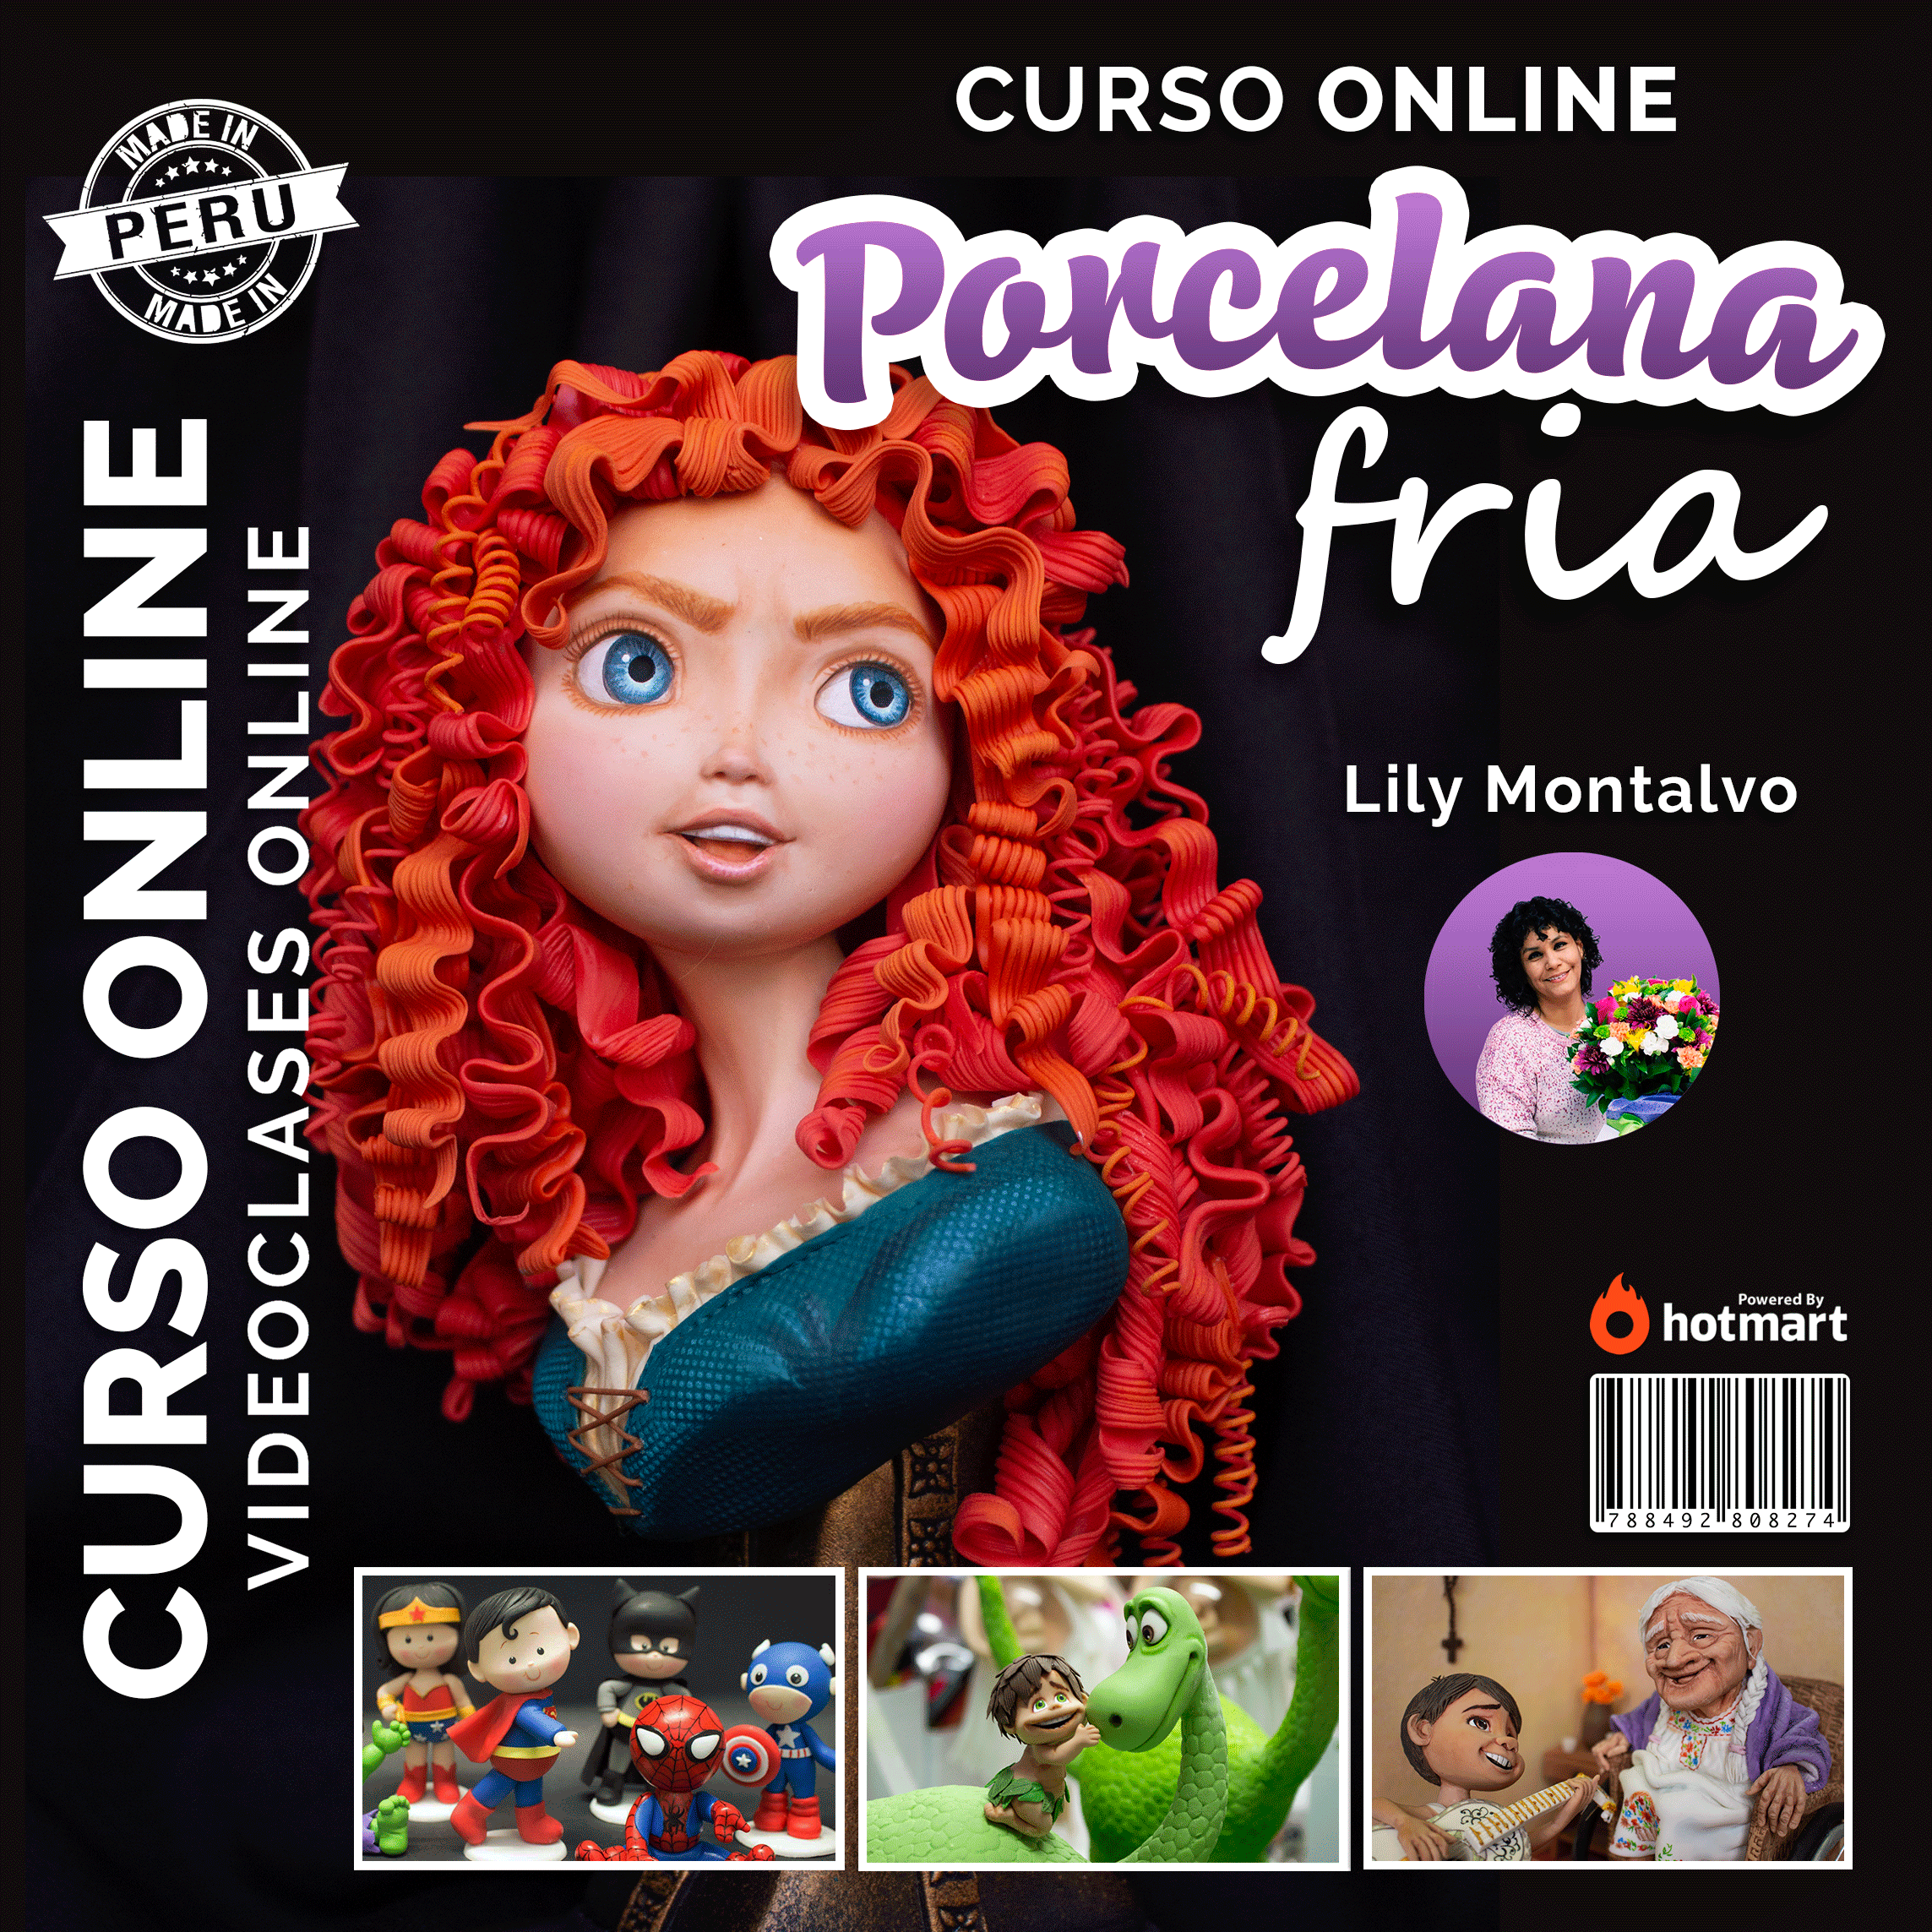 CURSO ONLINE
Porcelana
fria
MADE IN
PERU
MADE IN
CURSO ONLINE
VIDEOCLASES ONLINE
Lily Montalvo
Powered By
hotmart
788492 808274